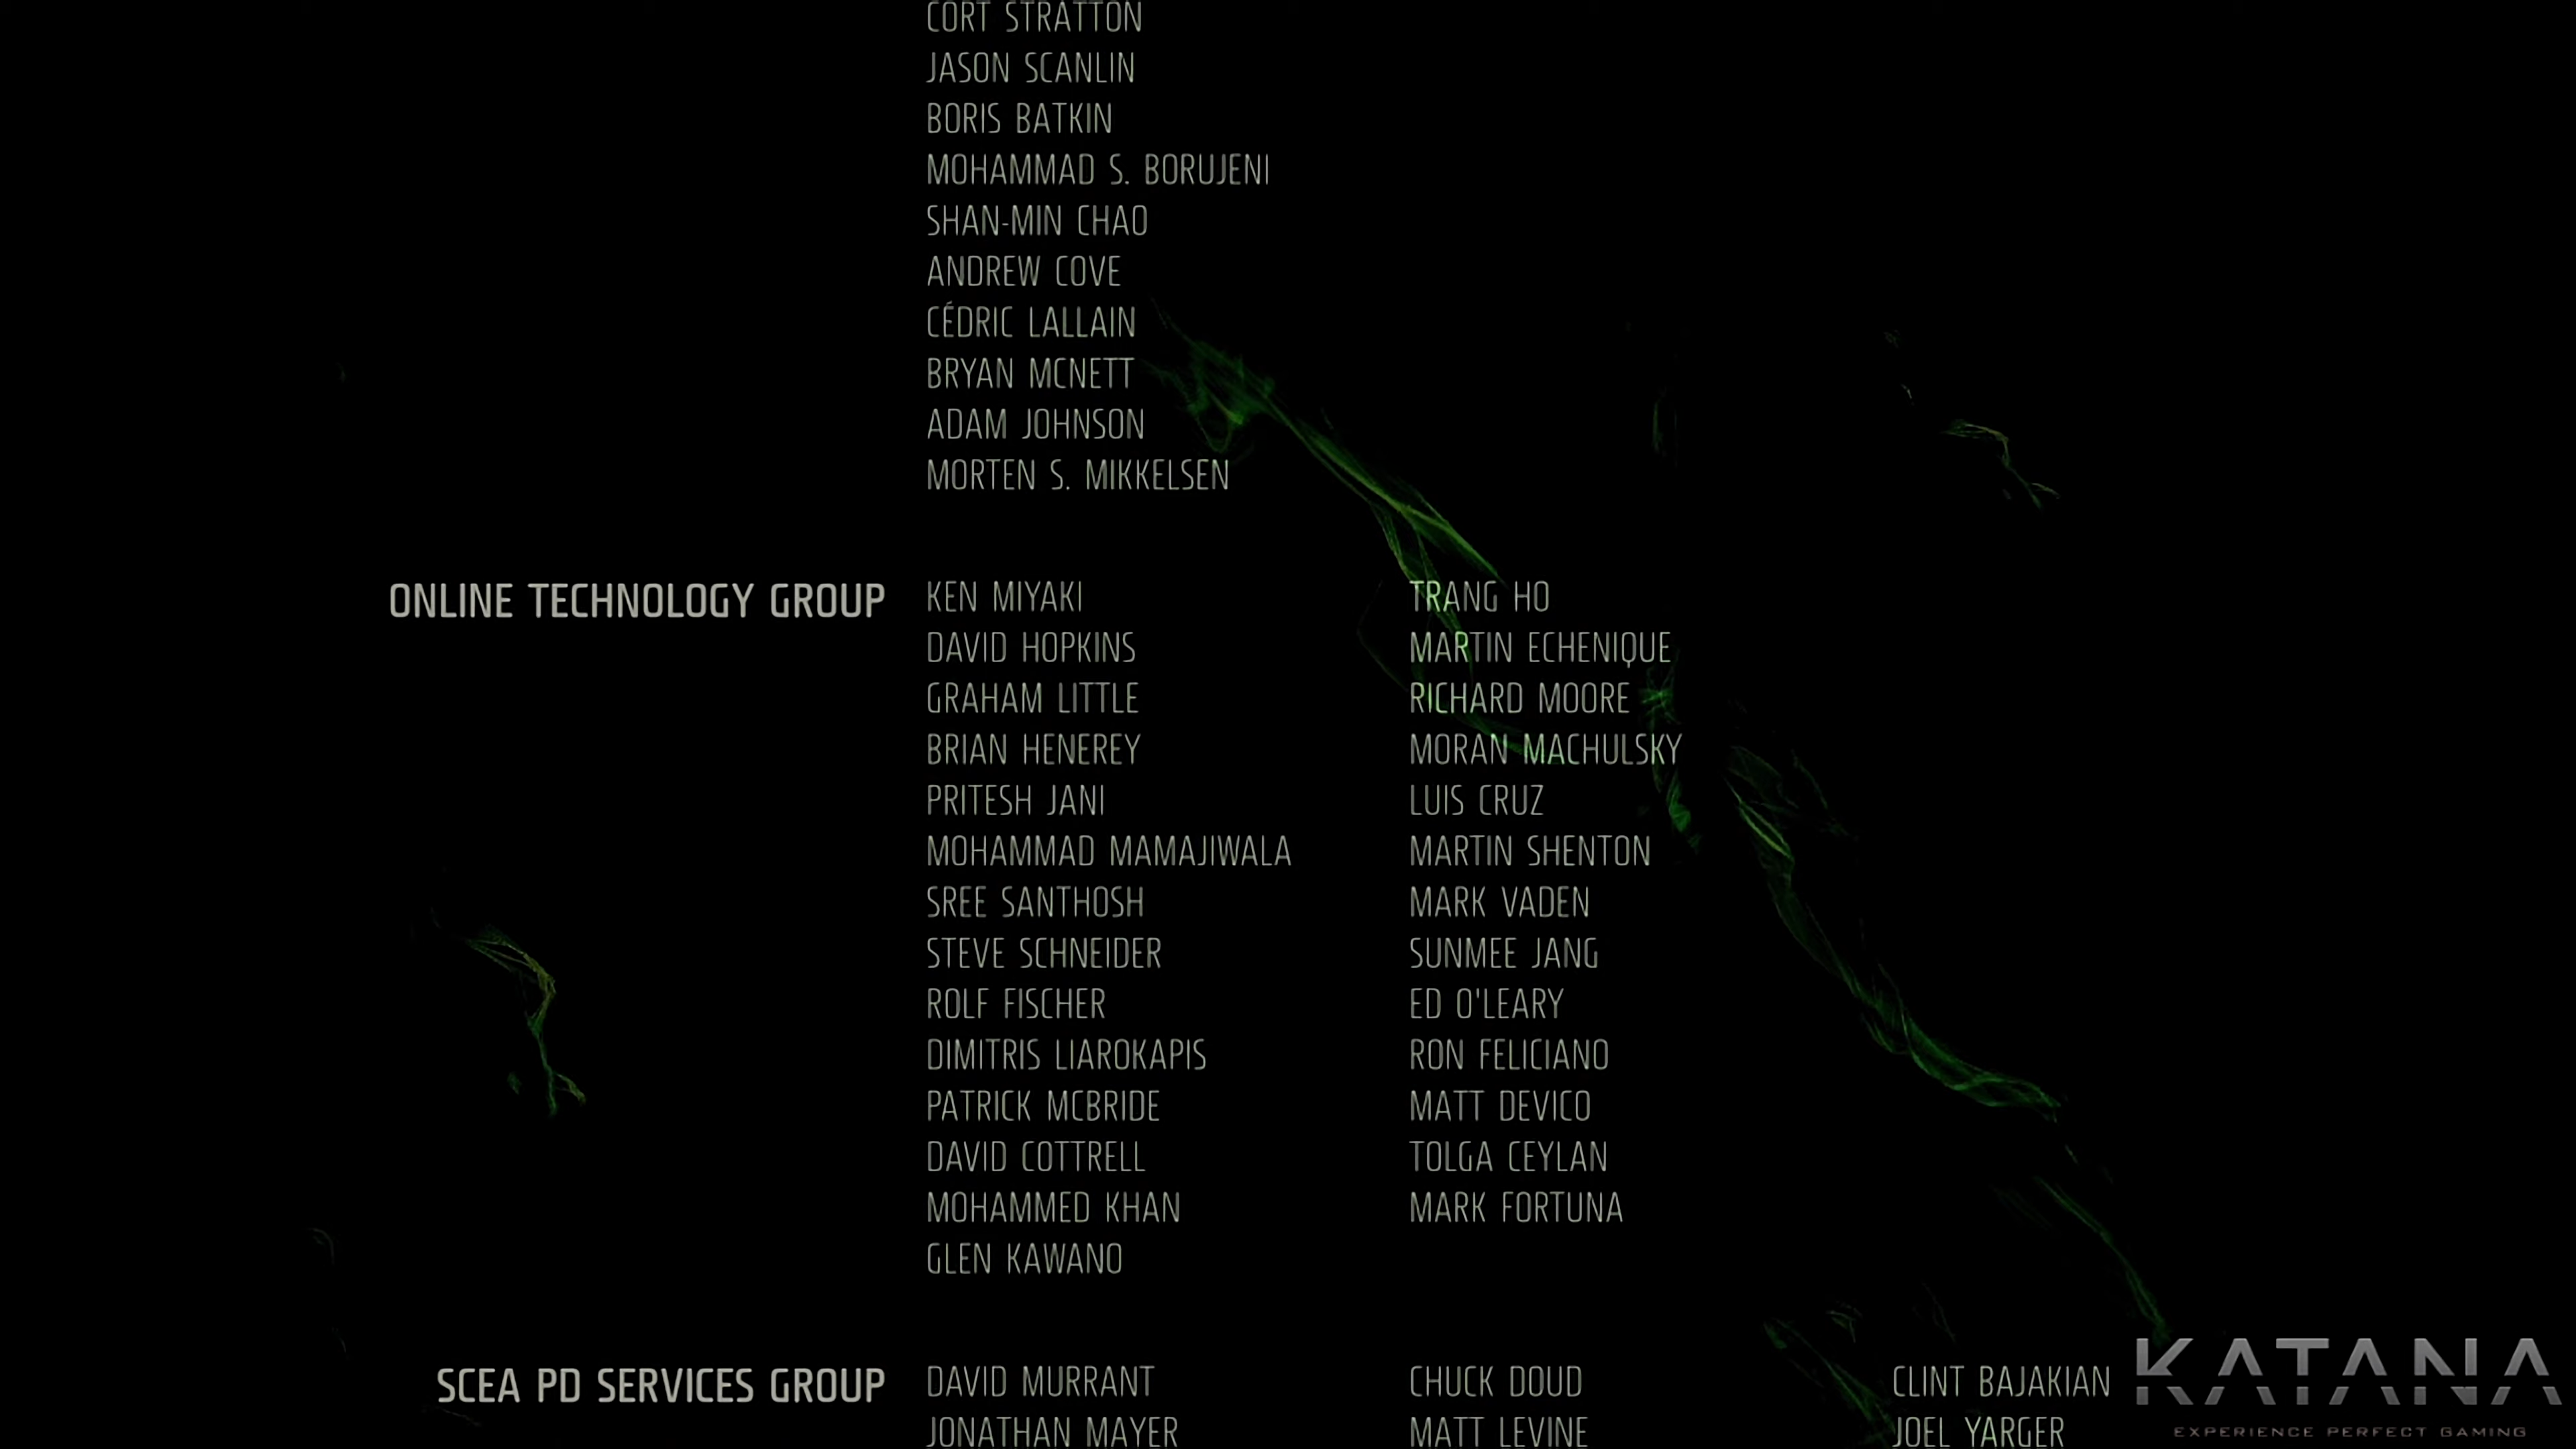 CORT STRATTON
JASON SCANLIN
BORIS BATKIN
MOHAMMAD S. BORUJENI
SHAN-MIN CHAO
ANDREW COVE
CÉDRIC LALLAIN
BRYAN MCNETT
ADAM JOHNSON
MORTEN S. MIKKELSEN
ONLINE TECHNOLOGY GROUP KEN MIYAKI TRANG HO
DAVID HOPKINS MARTIN ECHENIQUE
GRAHAM LITTLE RICHARD MOORE
BRIAN HENEREY MORAN MACHULSKY
PRITESH JANI LUIS CRUZ
MOHAMMAD MAMAJIWALA MARTIN SHENTON
SREE SANTHOSH MARK VADEN
STEVE SCHNEIDER SUNMEE JANG
ROLF FISCHER ED O'LEARY
DIMITRIS LIAROKAPIS RON FELICIANO
PATRICK MCBRIDE MATT DEVICO
DAVID COTTRELL TOLGA CEYLAN
MOHAMMED KHAN MARK FORTUNA
GLEN KAWANO
SCEA PD SERVICES GROUP DAVID MURRANT CHUCK DOUD CLINT BAJAKIAN
JONATHAN MAYER MATT LEVINE JOEL YARGER
KATANA
EXPERIENCE PERFECT GAMING